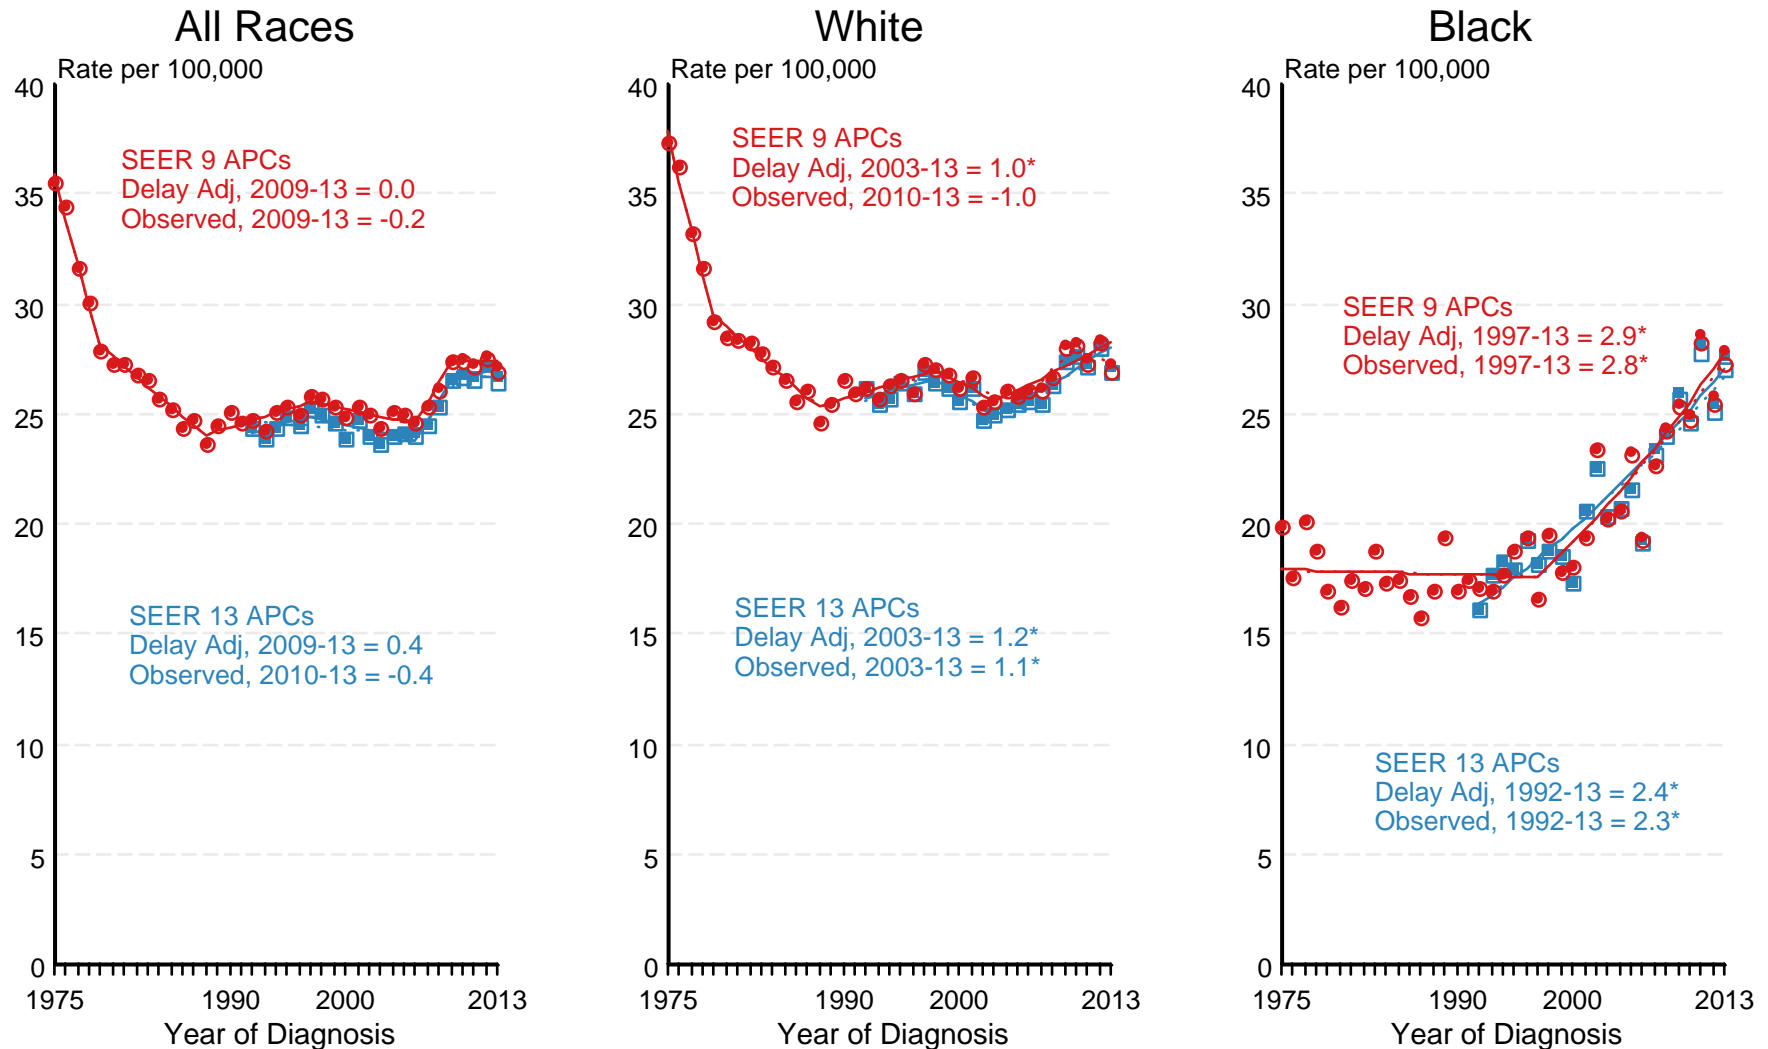 All Races
Rate per 100,000
40
35
30
25
20
15
10
5
0
SEER 9 APCs
Delay Adj, 2009-13 = 0.0
Observed, 2009-13 = -0.2
SEER 13 APCs
Delay Adj, 2009-13 = 0.4
Observed, 2010-13 = -0.4
1975 1990 2000 2013
Year of Diagnosis
White
Rate per 100,000
40
35
30
25
20
15
10
5
0
SEER 9 APCs
Delay Adj, 2003-13 = 1.0*
Observed, 2010-13 = -1.0
SEER 13 APCs
Delay Adj, 2003-13 = 1.2*
Observed, 2003-13 = 1.1*
1975 1990 2000 2013
Year of Diagnosis
Black
Rate per 100,000
40
35
30
25
20
15
10
5
0
SEER 9 APCs
Delay Adj, 1997-13 = 2.9*
Observed, 1997-13 = 2.8*
SEER 13 APCs
Delay Adj, 1992-13 = 2.4*
Observed, 1992-13 = 2.3*
1975 1990 2000 2013
Year of Diagnosis